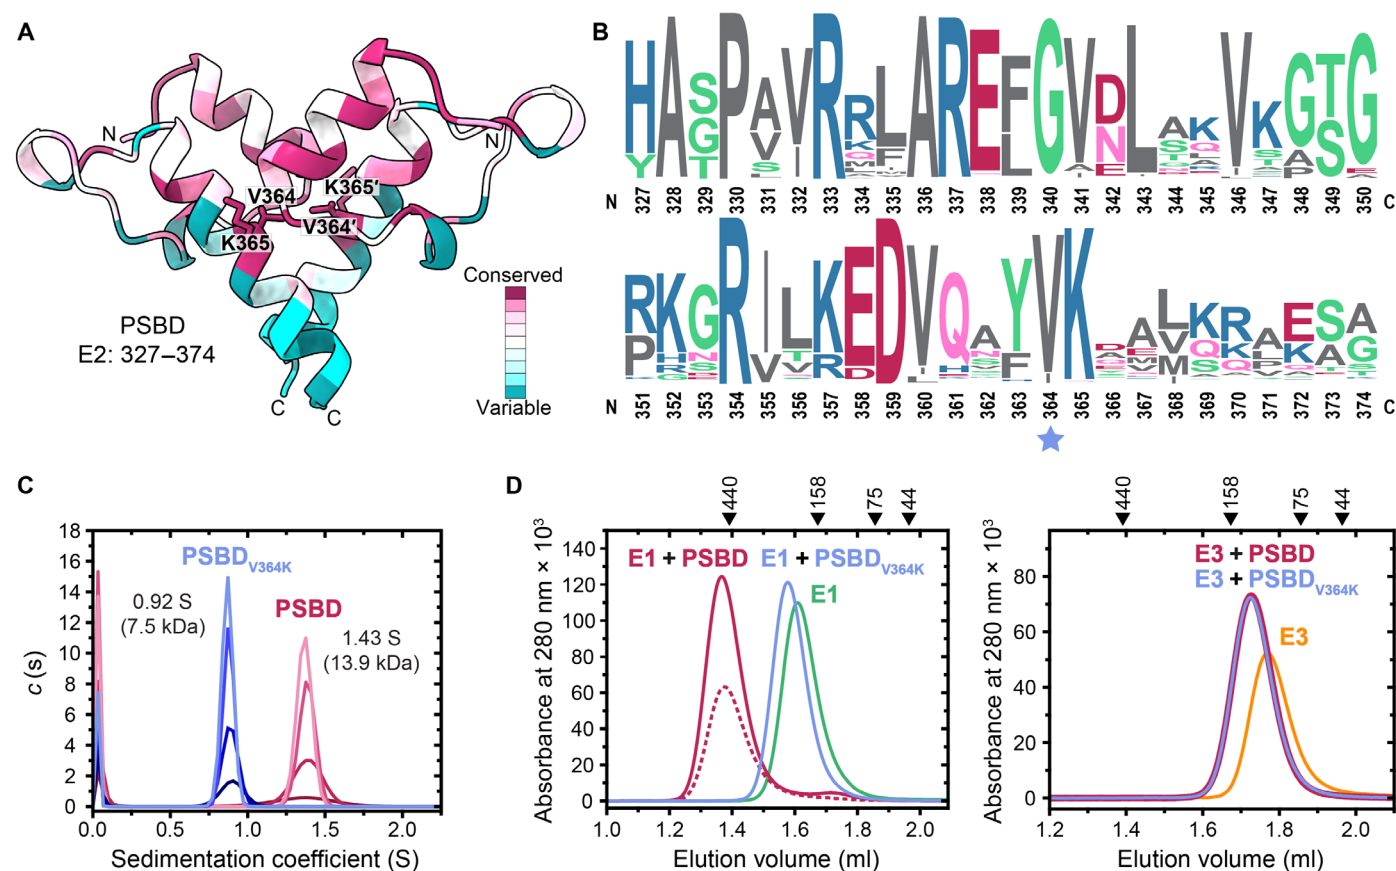 A
N
N
V364
K365′
K365
V364′
Conserved
Variable
PSBD
E2: 327–374
C
C
B
N 327 328 329 330 331 332 333 334 335 336 337 338 339 340 341 342 343 344 345 346 347 348 349 350 C
N 351 352 353 354 355 356 357 358 359 360 361 362 363 364 365 366 367 368 369 370 371 372 373 374 C
C
18
16
14
12
10
8
6
4
2
0
c (s)
PSBDV364K
0.92 S
(7.5 kDa)
PSBD
1.43 S
(13.9 kDa)
0.0 0.5 1.0 1.5 2.0
Sedimentation coefficient (S)
D
440 158 75 44
140
120
100
80
60
40
20
0
Absorbance at 280 nm × 10³
E1 + PSBD
E1 + PSBDV364K
E1
1.0 1.2 1.4 1.6 1.8 2.0
Elution volume (ml)
440 158 75 44
80
60
40
20
0
Absorbance at 280 nm × 10³
E3 + PSBD
E3 + PSBDV364K
E3
1.2 1.4 1.6 1.8 2.0
Elution volume (ml)